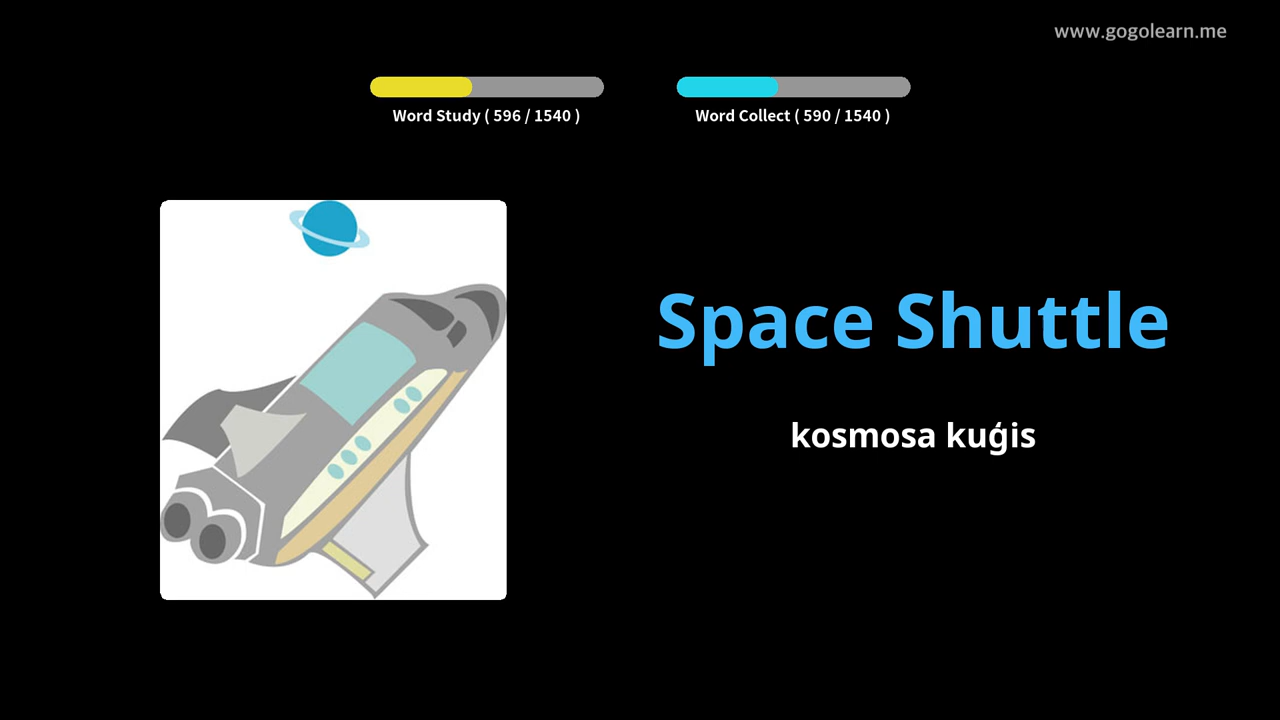 www.gogolearn.me
Word Study ( 596 / 1540 )
Word Collect ( 590 / 1540 )
Space Shuttle
kosmosa kuģis